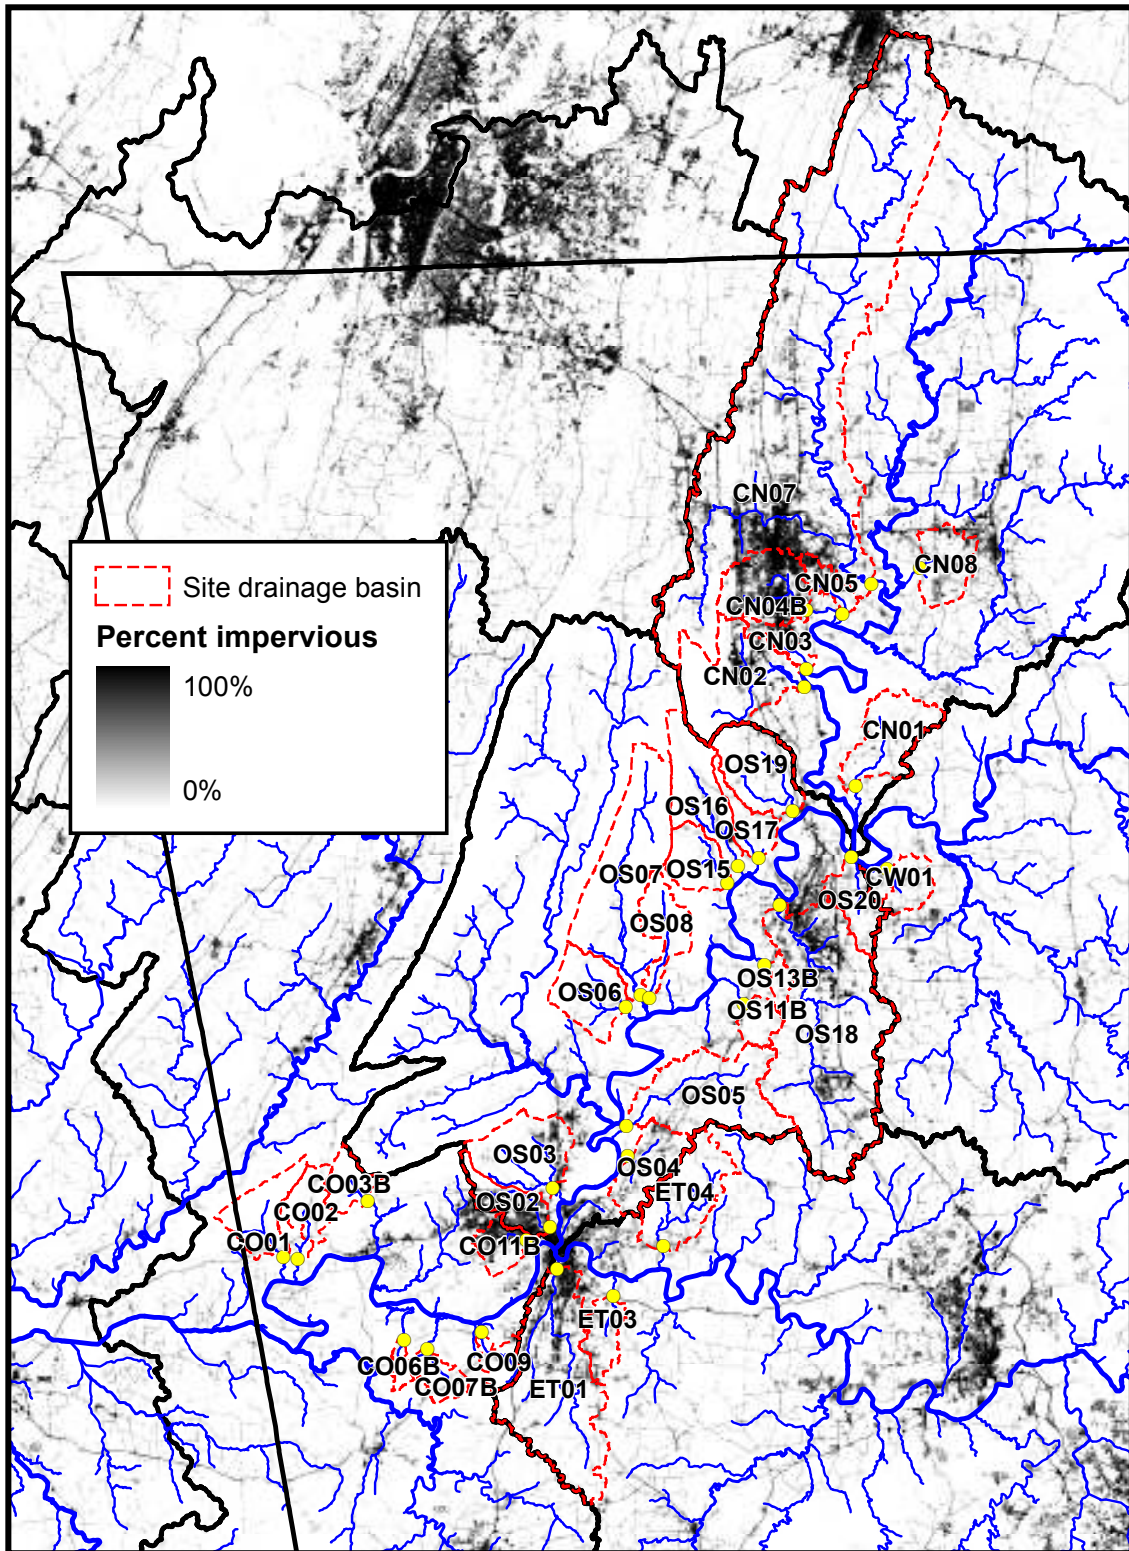 CN07
Site drainage basin
CN08
CN05
Percent impervious
CN04B
CN03
100%
CN02
CN01
OS19
0%
OS16
OS17
OS07
OS15
CW01
OS20
OS08
OS13B
OS06
OS11B
OS18
OS05
OS03
OS04
CO03B
ET04
OS02
CO02
CO01
CO11B
ET03
CO09
CO06B
CO07B
ET01